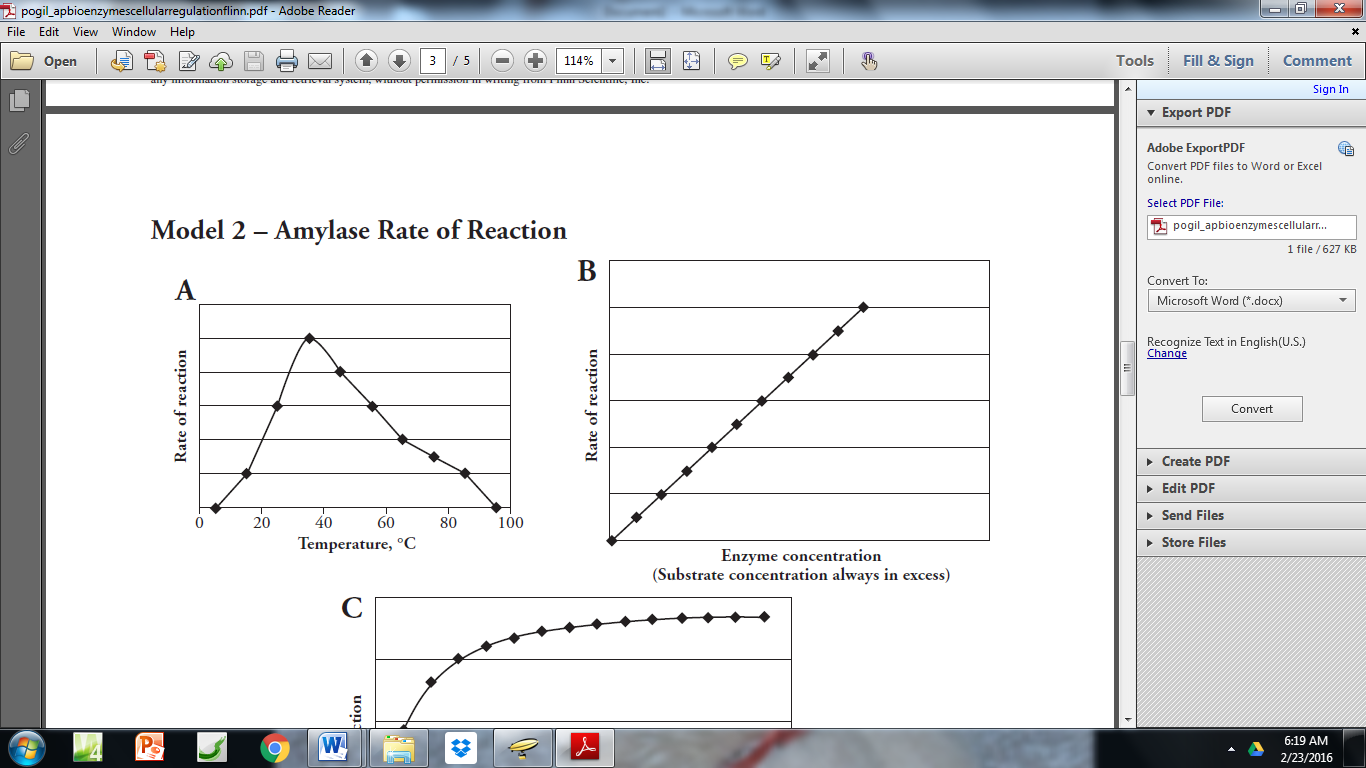 pogil_apbioenzymescellularregulationflinn.pdf - Adobe Reader
File Edit View Window Help
Open 3 / 5 114% Tools Fill & Sign Comment
any information storage and retrieval system, without permission in writing from Flinn Scientific, Inc.
Sign In
Export PDF
Adobe ExportPDF
Convert PDF files to Word or Excel
online.
Select PDF File:
pogil_apbioenzymescellularr...
1 file / 627 KB
Convert To:
Microsoft Word (*.docx)
Recognize Text in English(U.S.)
Change
Convert
Create PDF
Edit PDF
Send Files
Store Files
Model 2 – Amylase Rate of Reaction
A
Rate of reaction
0 20 40 60 80 100
Temperature, °C
B
Rate of reaction
Enzyme concentration
(Substrate concentration always in excess)
C
ction
6:19 AM
2/23/2016